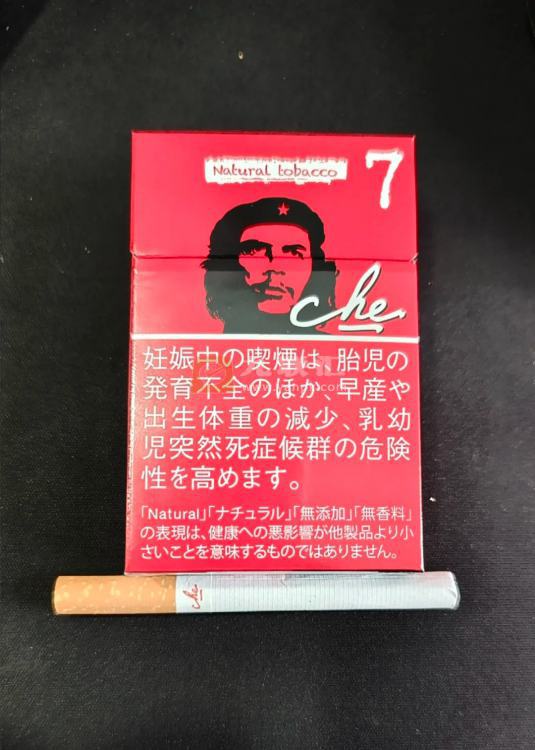 Natural tobacco
7
che
妊娠中の喫煙は、胎児の
発育不全のほか、早産や
出生体重の減少、乳幼
児突然死症候群の危険
性を高めます。
「Natural」「ナチュラル」「無添加」「無香料」
の表現は、健康への悪影響が他製品より小
さいことを意味するものではありません。
che